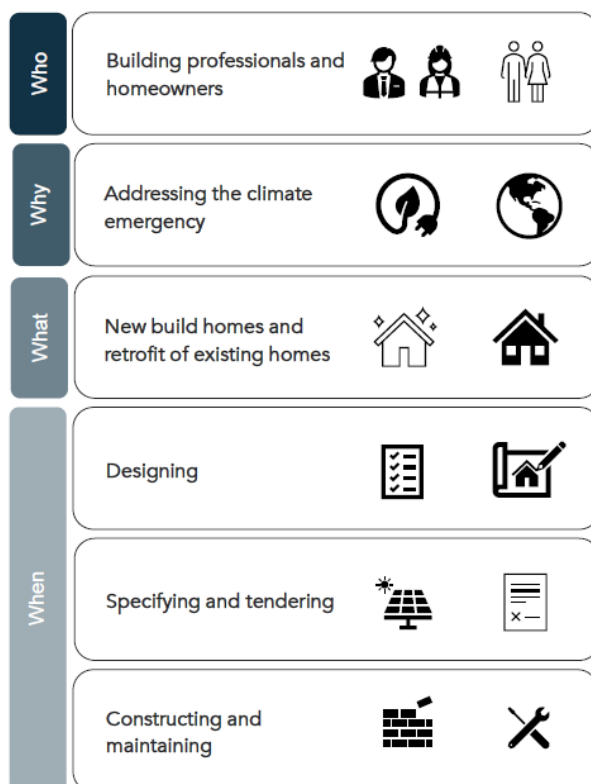 Who
Building professionals and
homeowners
Why
Addressing the climate
emergency
What
New build homes and
retrofit of existing homes
When
Designing
Specifying and tendering
Constructing and
maintaining